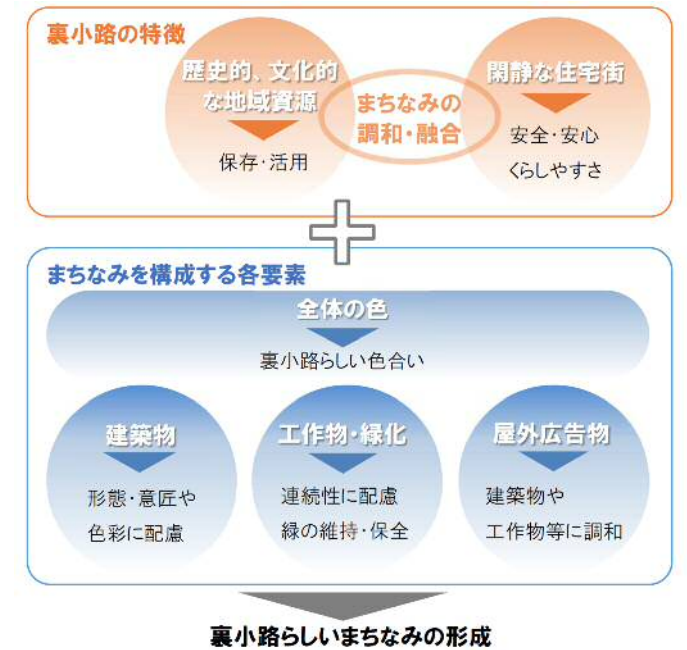 裏小路の特徴
歴史的、文化的
な地域資源
保存・活用
まちなみの
調和・融合
閑静な住宅街
安全・安心
くらしやすさ
まちなみを構成する各要素
全体の色
裏小路らしい色合い
建築物
形態・意匠や
色彩に配慮
工作物・緑化
連続性に配慮
緑の維持・保全
屋外広告物
建築物や
工作物等に調和
裏小路らしいまちなみの形成